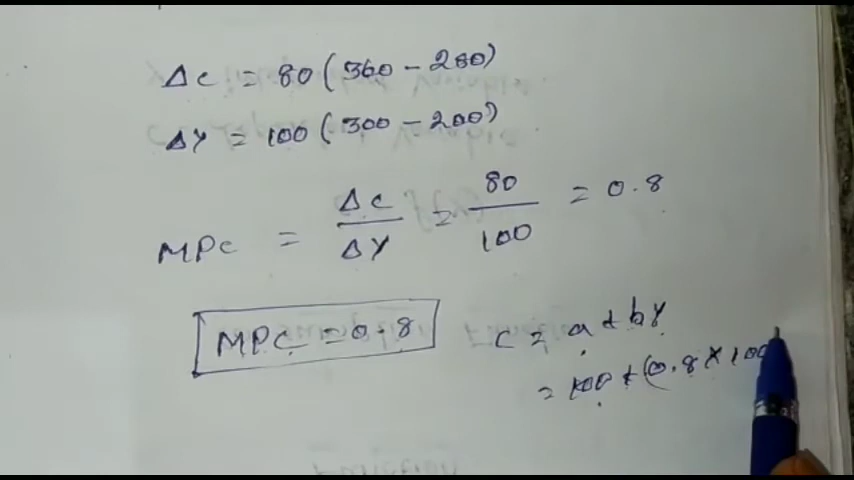 ΔC = 80 (360 - 280)
ΔY = 100 (300 - 200)
MPC = ΔC/ΔY = 80/100 = 0.8
MPC = 0.8
C = a + bY
= 100 + (0.8 X 100